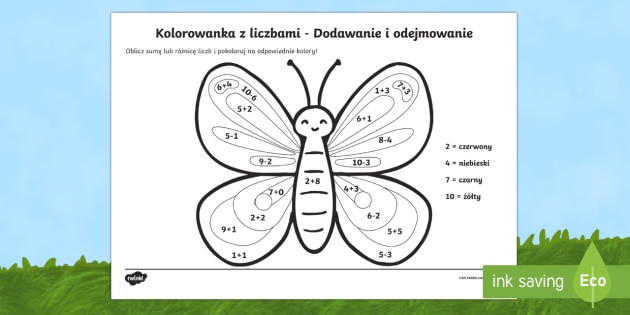 Kolorowanka z liczbami - Dodawanie i odejmowanie
Oblicz sumę lub różnicę liczb i pokoloruj na odpowiednie kolory!
6+4
10-6
5+2
5-1
9-2
7+0
2+2
9+1
1+1
2+8
1+3
7+3
6+1
8-4
10-3
4+3
6-2
5+5
5-3
2 = czerwony
4 = niebieski
7 = czarny
10 = żółty
twinkl
ink saving
Eco